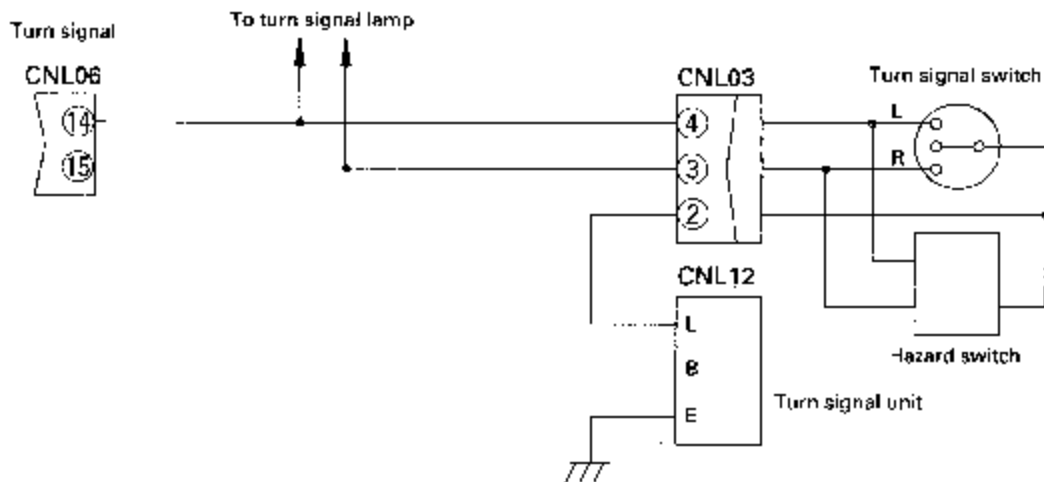 Turn signal
To turn signal lamp
CNL06
CNL03
Turn signal switch
14
4
L
15
3
R
2
CNL12
L
Hazard switch
B
Turn signal unit
E